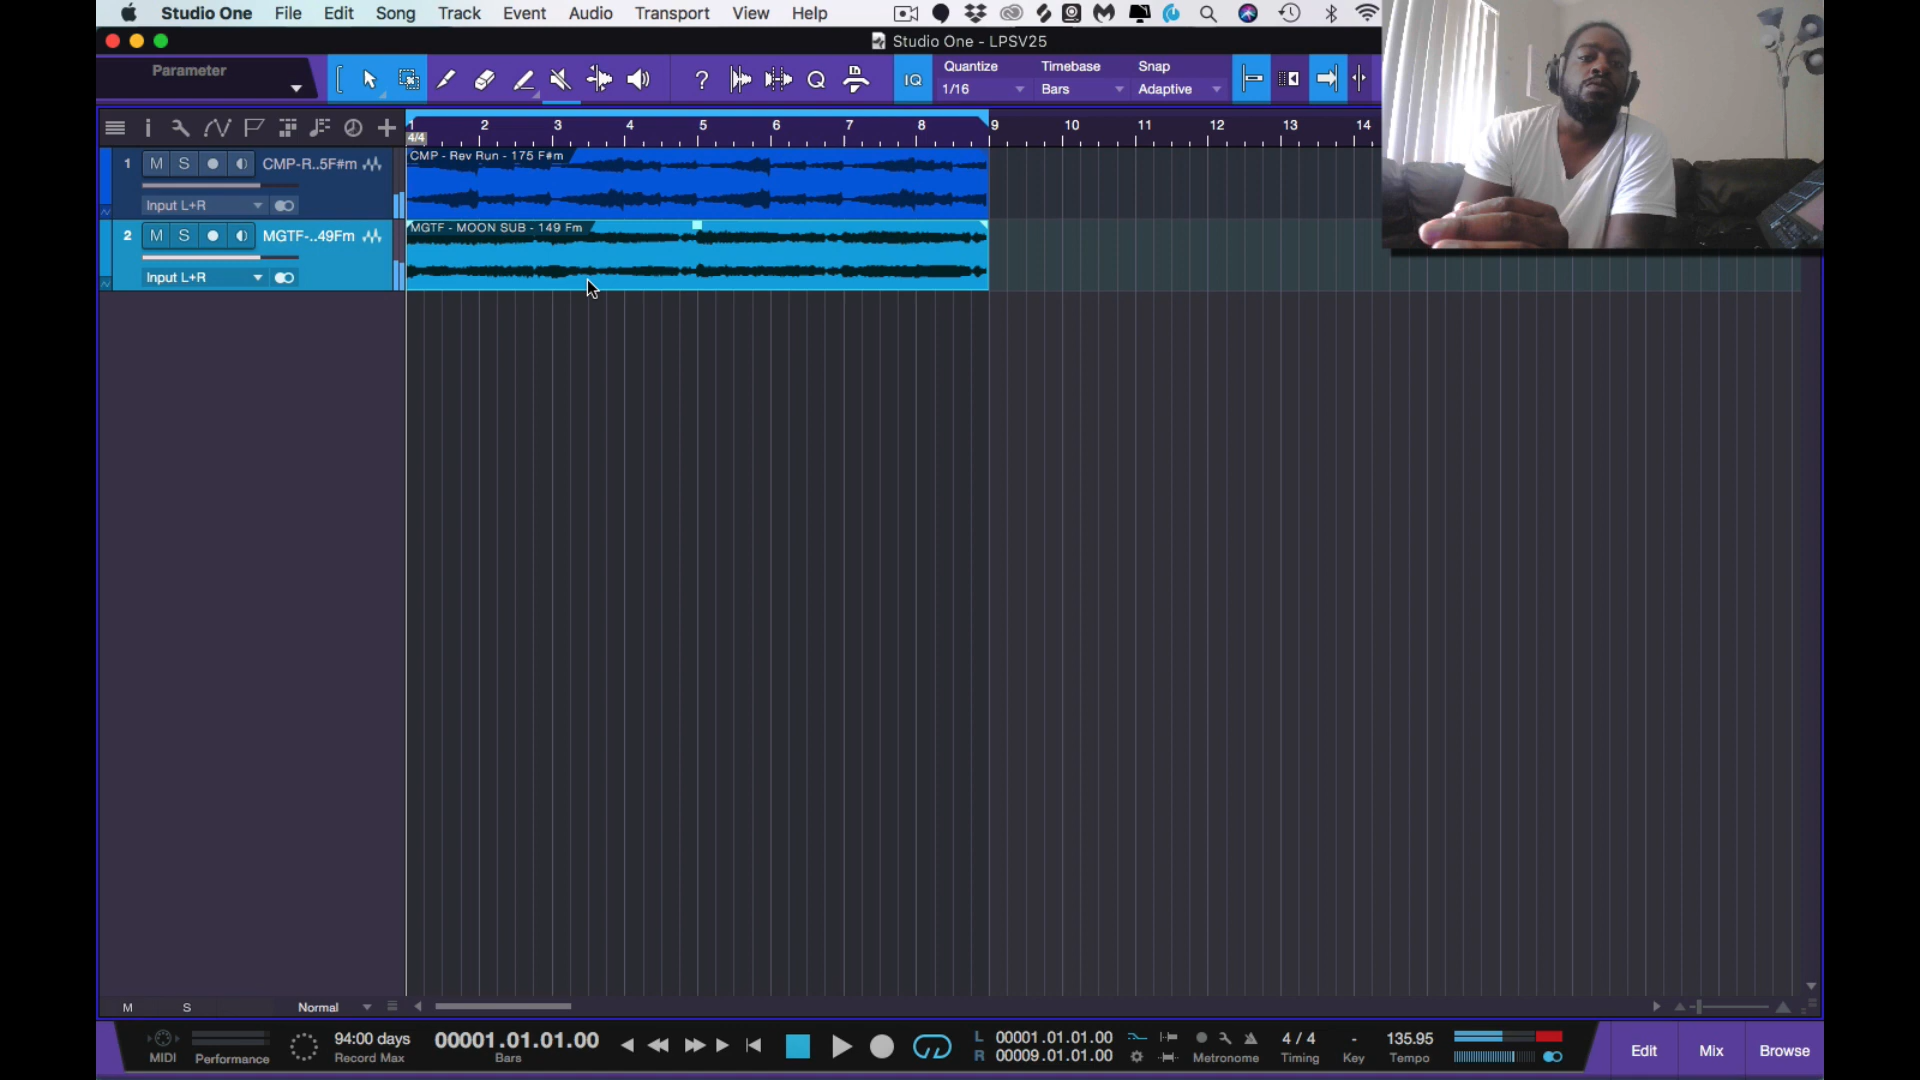 Studio One File Edit Song Track Event Audio Transport View Help
Studio One - LPSV25
Parameter
IQ
Quantize Timebase Snap
1/16 Bars Adaptive
1 2 3 4 5 6 7 8 9 10 11 12 13 14
4/4
1 M S CMP-R..5F#m
CMP - Rev Run - 175 F#m
Input L+R
2 M S MGTF-..49Fm
MGTF - MOON SUB - 149 Fm
Input L+R
M S Normal
MIDI Performance
94:00 days
Record Max
00001.01.01.00
Bars
L 00001.01.01.00
R 00009.01.01.00
Metronome
4 / 4
Timing
-
Key
135.95
Tempo
Edit Mix Browse